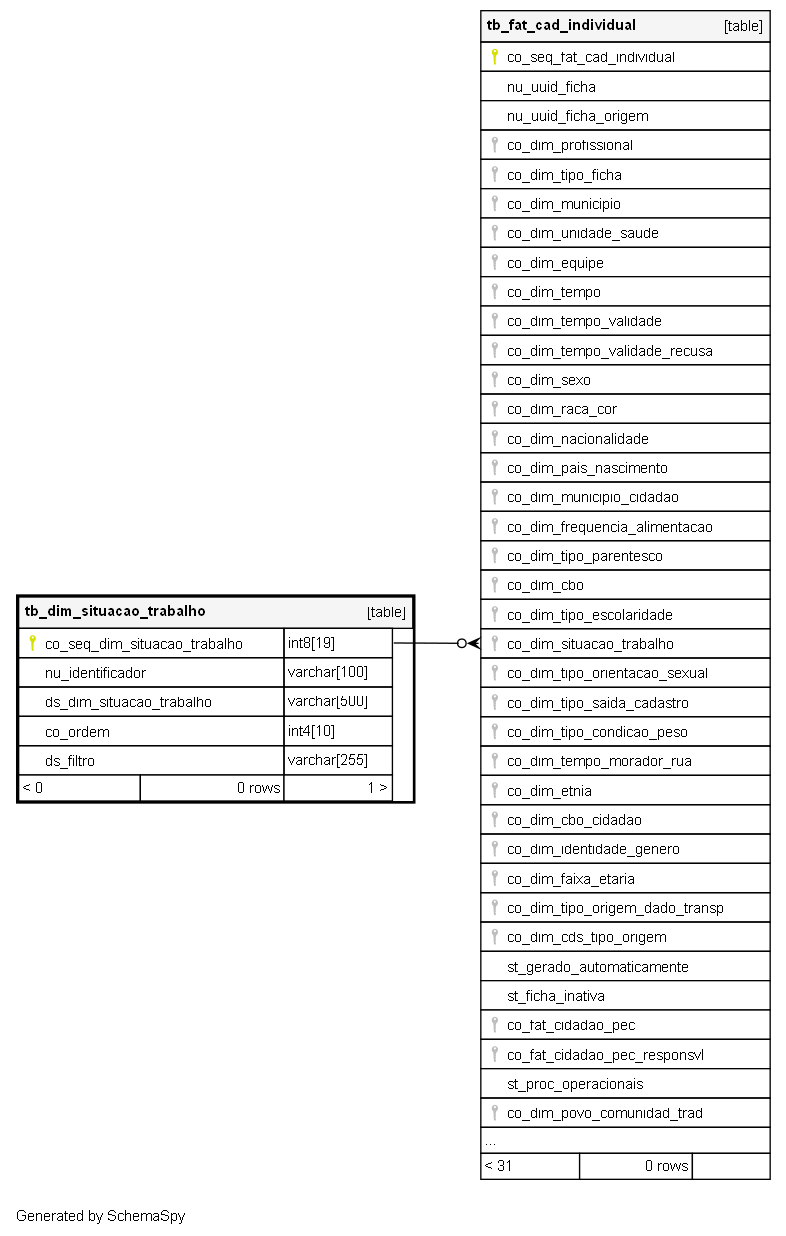 tb_fat_cad_individual [table]
co_seq_fat_cad_individual
nu_uuid_ficha
nu_uuid_ficha_origem
co_dim_profissional
co_dim_tipo_ficha
co_dim_municipio
co_dim_unidade_saude
co_dim_equipe
co_dim_tempo
co_dim_tempo_validade
co_dim_tempo_validade_recusa
co_dim_sexo
co_dim_raca_cor
co_dim_nacionalidade
co_dim_pais_nascimento
co_dim_municipio_cidadao
co_dim_frequencia_alimentacao
co_dim_tipo_parentesco
co_dim_cbo
co_dim_tipo_escolaridade
co_dim_situacao_trabalho
co_dim_tipo_orientacao_sexual
co_dim_tipo_saida_cadastro
co_dim_tipo_condicao_peso
co_dim_tempo_morador_rua
co_dim_etnia
co_dim_cbo_cidadao
co_dim_identidade_genero
co_dim_faixa_etaria
co_dim_tipo_origem_dado_transp
co_dim_cds_tipo_origem
st_gerado_automaticamente
st_ficha_inativa
co_fat_cidadao_pec
co_fat_cidadao_pec_responsvl
st_proc_operacionais
co_dim_povo_comunidad_trad
...
< 31 0 rows
tb_dim_situacao_trabalho [table]
co_seq_dim_situacao_trabalho int8[19]
nu_identificador varchar[100]
ds_dim_situacao_trabalho varchar[500]
co_ordem int4[10]
ds_filtro varchar[255]
< 0 0 rows 1 >
Generated by SchemaSpy